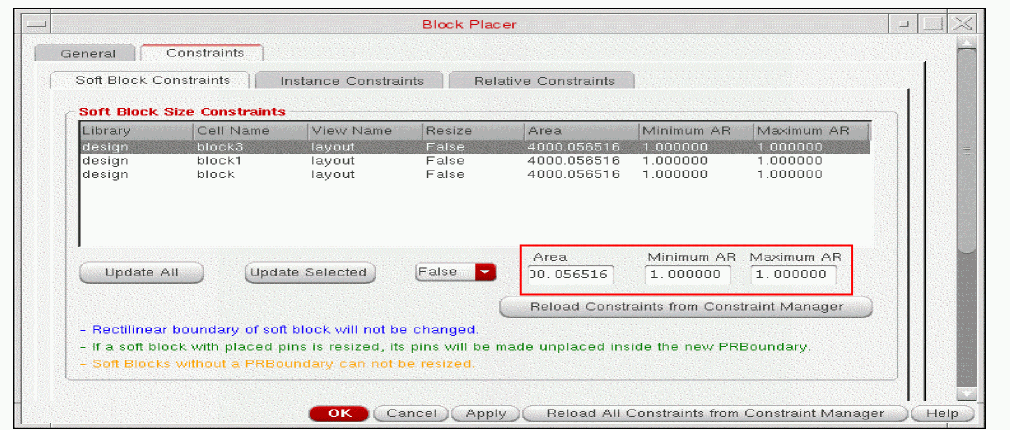 Block Placer
General Constraints
Soft Block Constraints Instance Constraints Relative Constraints
Soft Block Size Constraints
Library Cell Name View Name Resize Area Minimum AR Maximum AR
design block3 layout False 4000.056516 1.000000 1.000000
design block1 layout False 4000.056516 1.000000 1.000000
design block layout False 4000.056516 1.000000 1.000000
Area Minimum AR Maximum AR
Update All Update Selected False 00.056516 1.000000 1.000000
Reload Constraints from Constraint Manager
- Rectilinear boundary of soft block will not be changed.
- If a soft block with placed pins is resized, its pins will be made unplaced inside the new PRBoundary.
- Soft Blocks without a PRBoundary can not be resized.
OK Cancel Apply Reload All Constraints from Constraint Manager Help